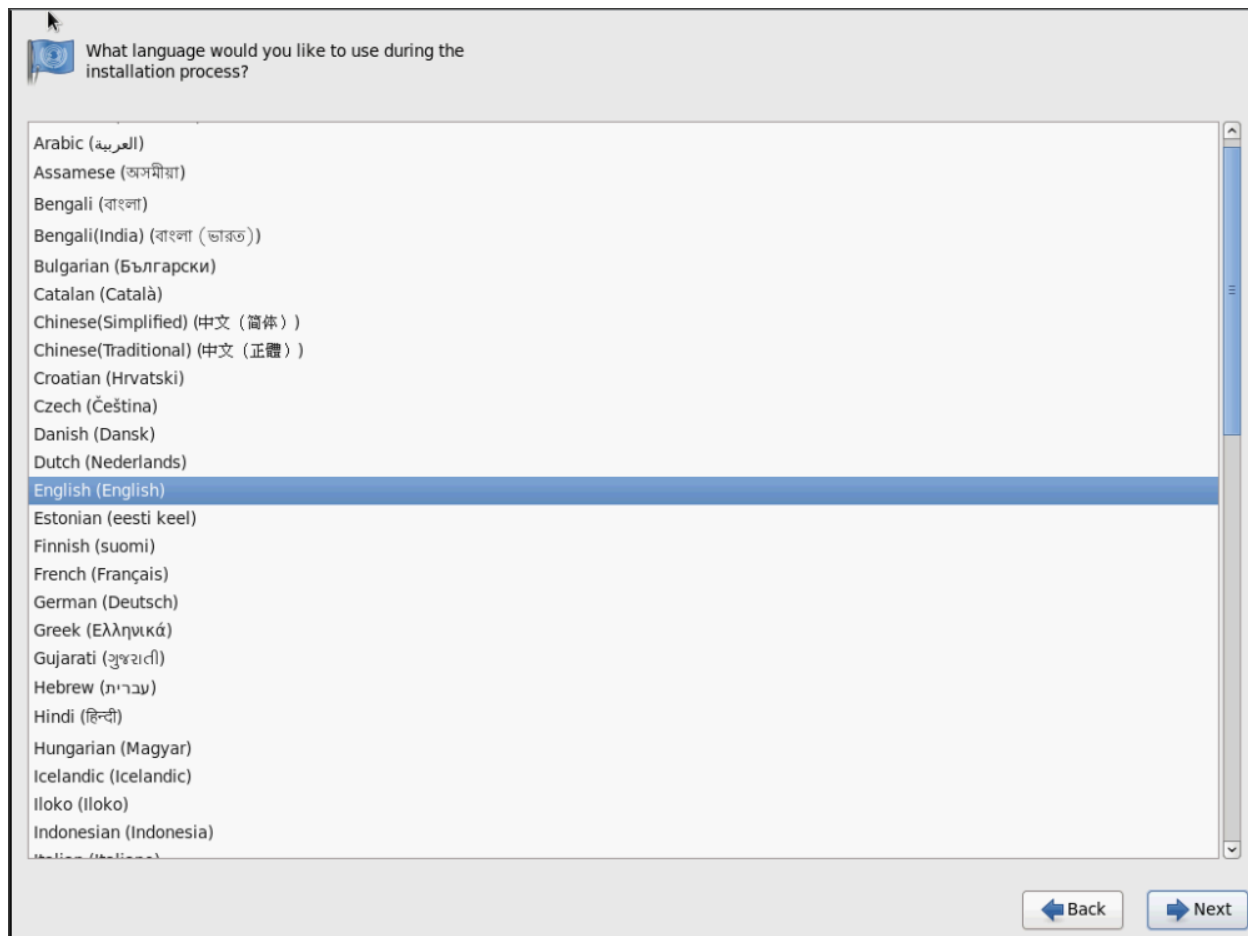 What language would you like to use during the
installation process?
Arabic (العربية)
Assamese (অসমীয়া)
Bengali (বাংলা)
Bengali(India) (বাংলা (ভারত))
Bulgarian (Български)
Catalan (Català)
Chinese(Simplified) (中文（简体）)
Chinese(Traditional) (中文（正體）)
Croatian (Hrvatski)
Czech (Čeština)
Danish (Dansk)
Dutch (Nederlands)
English (English)
Estonian (eesti keel)
Finnish (suomi)
French (Français)
German (Deutsch)
Greek (Ελληνικά)
Gujarati (ગુજરાતી)
Hebrew (עברית)
Hindi (हिन्दी)
Hungarian (Magyar)
Icelandic (Icelandic)
Iloko (Iloko)
Indonesian (Indonesia)
Italian (Italiano)
Back
Next